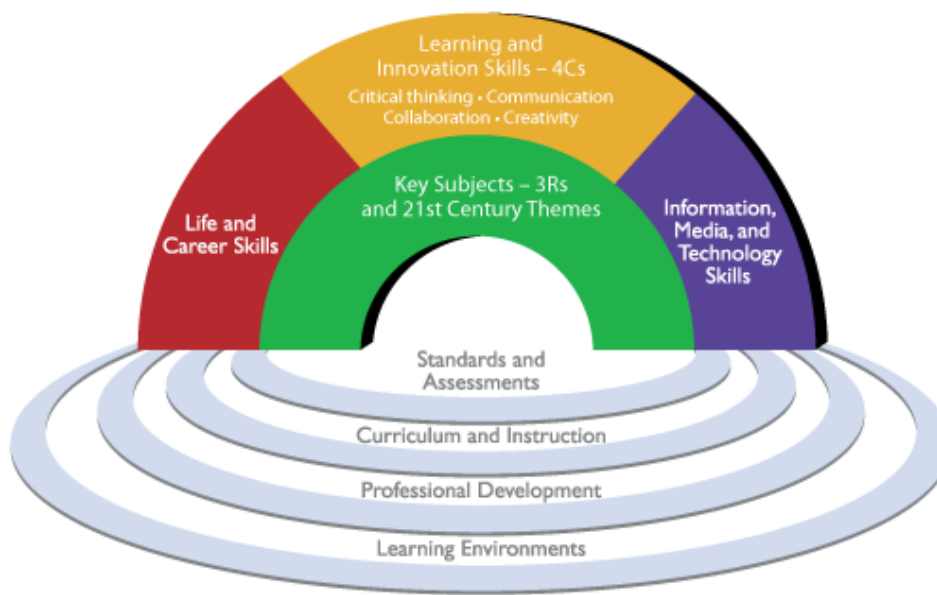 Learning and
Innovation Skills – 4Cs
Critical thinking • Communication
Collaboration • Creativity
Key Subjects – 3Rs
and 21st Century Themes
Life and
Career Skills
Information,
Media, and
Technology
Skills
Standards and
Assessments
Curriculum and Instruction
Professional Development
Learning Environments